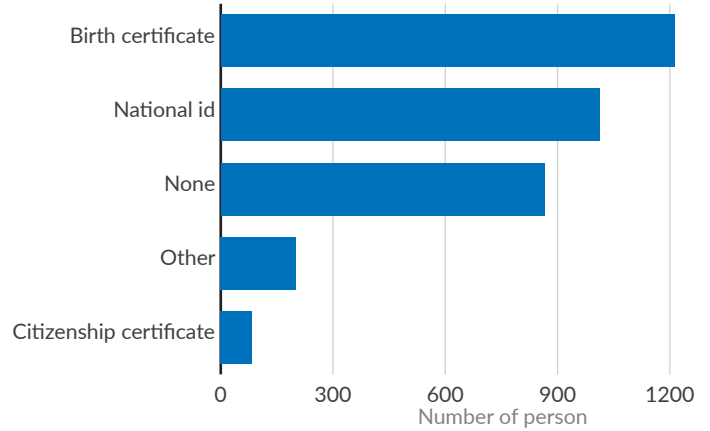 Birth certificate
National id
None
Other
Citizenship certificate
0 300 600 900 1200
Number of person